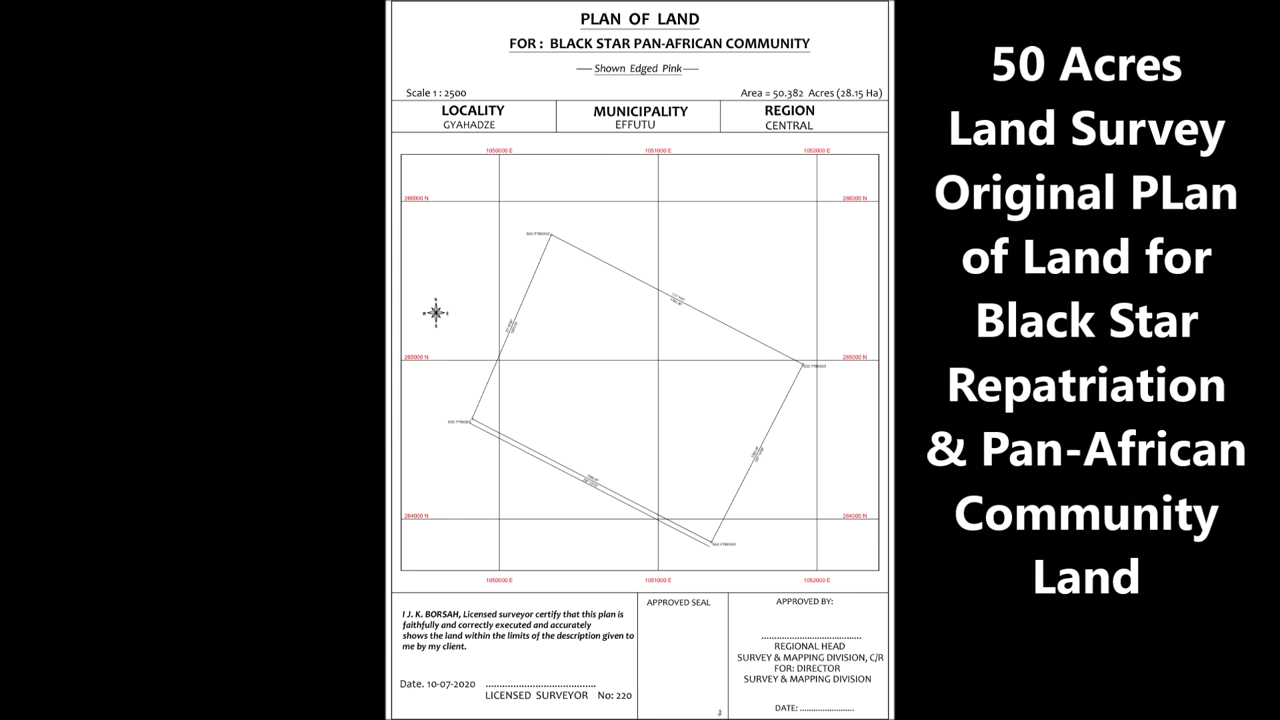 PLAN OF LAND
FOR : BLACK STAR PAN-AFRICAN COMMUNITY
Shown Edged Pink
Scale 1 : 2500
Area = 50.382 Acres (28.15 Ha)
LOCALITY
GYAHADZE
MUNICIPALITY
EFFUTU
REGION
CENTRAL
1050000 E
1051000 E
1052000 E
266000 N
266000 N
265000 N
265000 N
264000 N
264000 N
1050000 E
1051000 E
1052000 E
I J. K. BORSAH, Licensed surveyor certify that this plan is
faithfully and correctly executed and accurately
shows the land within the limits of the description given to
me by my client.
Date. 10-07-2020
LICENSED SURVEYOR No: 220
APPROVED SEAL
APPROVED BY:
REGIONAL HEAD
SURVEY & MAPPING DIVISION, C/R
FOR: DIRECTOR
SURVEY & MAPPING DIVISION
DATE: ........................
50 Acres
Land Survey
Original PLan
of Land for
Black Star
Repatriation
& Pan-African
Community
Land